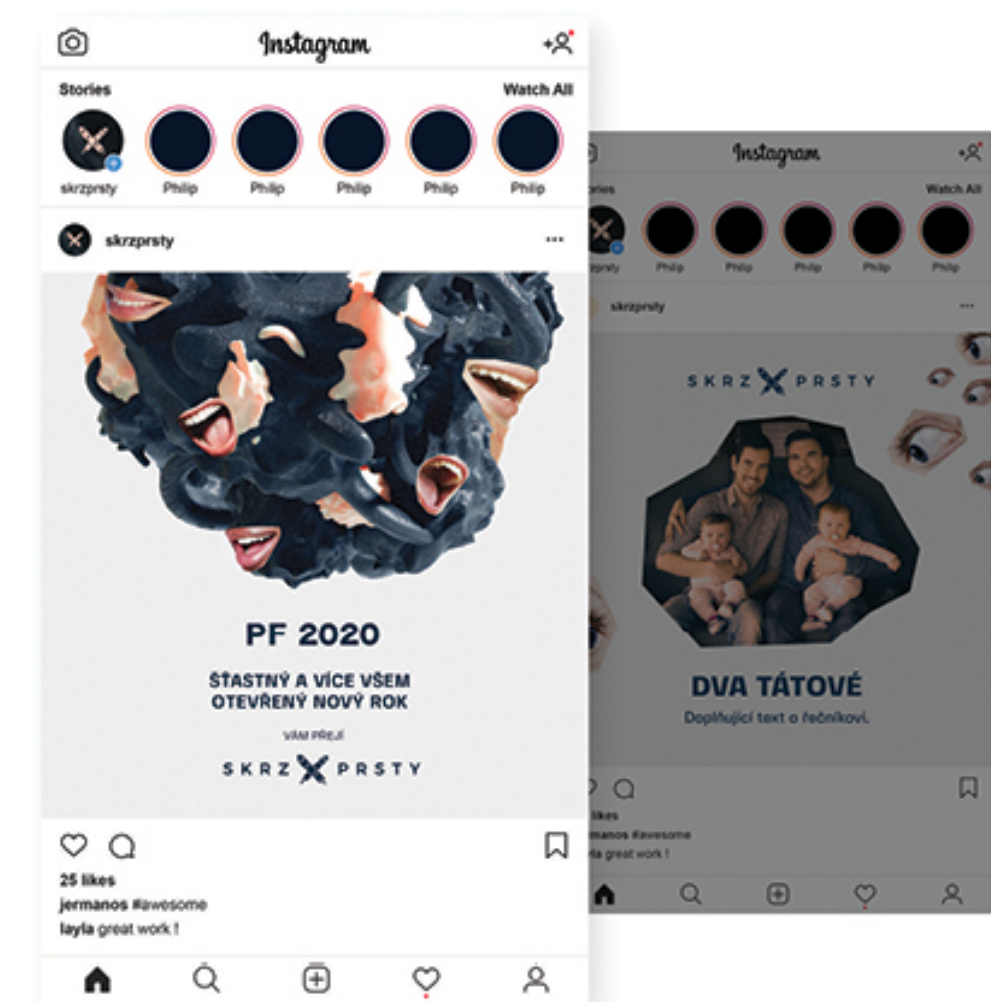 Instagram
Stories Watch All
skrzprsty Philip Philip Philip Philip Philip
skrzprsty
PF 2020
ŠŤASTNÝ A VÍCE VŠEM
OTEVŘENÝ NOVÝ ROK
VÁM PŘEJÍ
SKRZ PRSTY
25 likes
jermanos #awesome
layla great work !
Instagram
Watch All
Philip Philip Philip Philip Philip
skrzprsty
SKRZ PRSTY
DVA TÁTOVÉ
Doplňující text o řečníkovi.
likes
#awesome
great work !